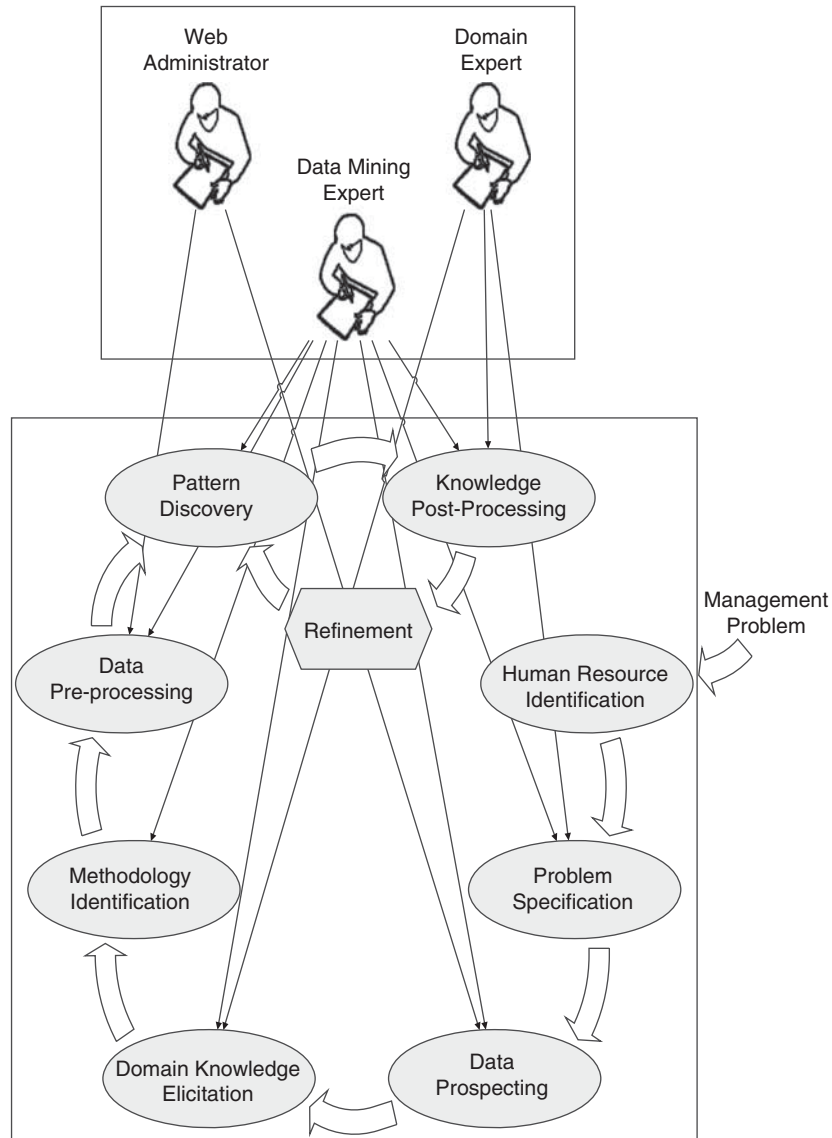 Web
Administrator
Domain
Expert
Data Mining
Expert
Pattern
Discovery
Knowledge
Post-Processing
Refinement
Management
Problem
Data
Pre-processing
Human Resource
Identification
Methodology
Identification
Problem
Specification
Domain Knowledge
Elicitation
Data
Prospecting